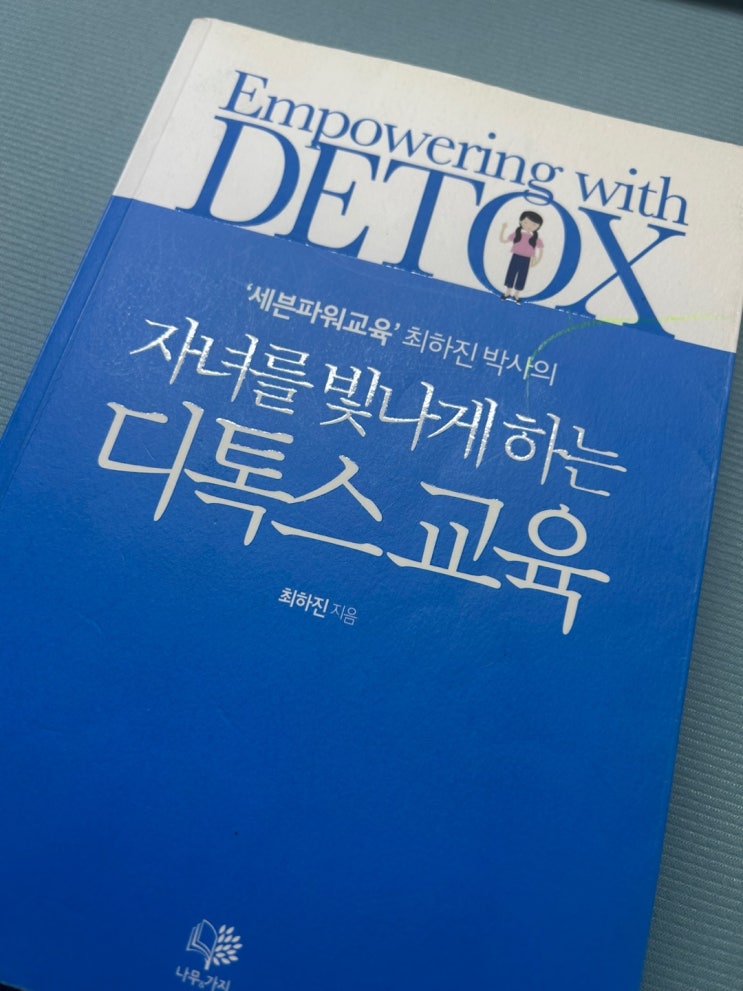 Empowering with
DETOX
'세븐파워교육' 최하진 박사의
자녀를 빛나게 하는
디톡스 교육
최하진 지음
나무&가지